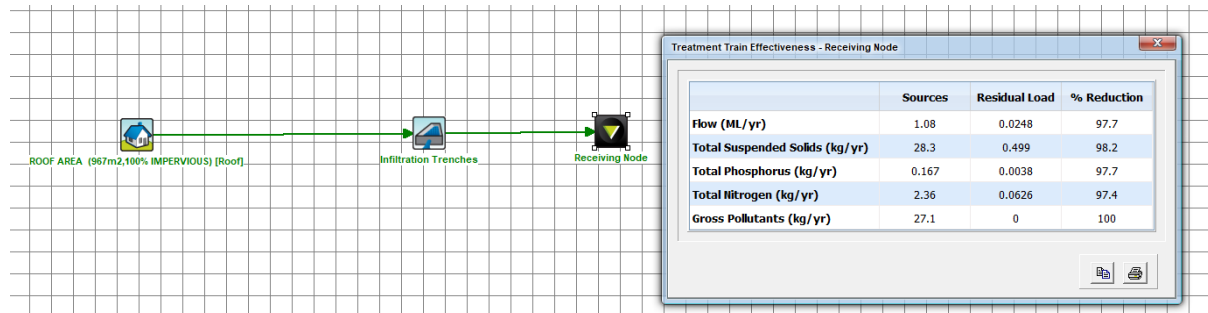 Treatment Train Effectiveness - Receiving Node
Sources Residual Load % Reduction
Flow (ML/yr) 1.08 0.0248 97.7
Total Suspended Solids (kg/yr) 28.3 0.499 98.2
Total Phosphorus (kg/yr) 0.167 0.0038 97.7
Total Nitrogen (kg/yr) 2.36 0.0626 97.4
Gross Pollutants (kg/yr) 27.1 0 100
ROOF AREA (967m2,100% IMPERVIOUS) [Roof]
Infiltration Trenches
Receiving Node